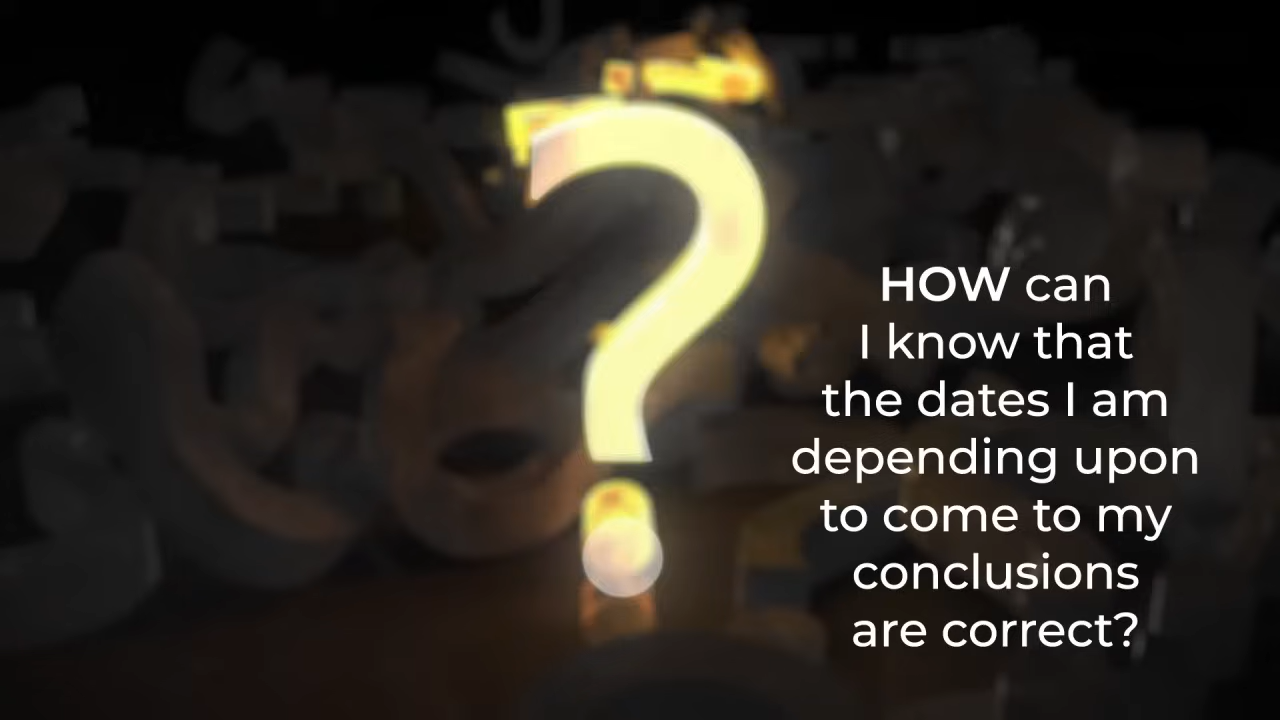 ?
HOW can
I know that
the dates I am
depending upon
to come to my
conclusions
are correct?